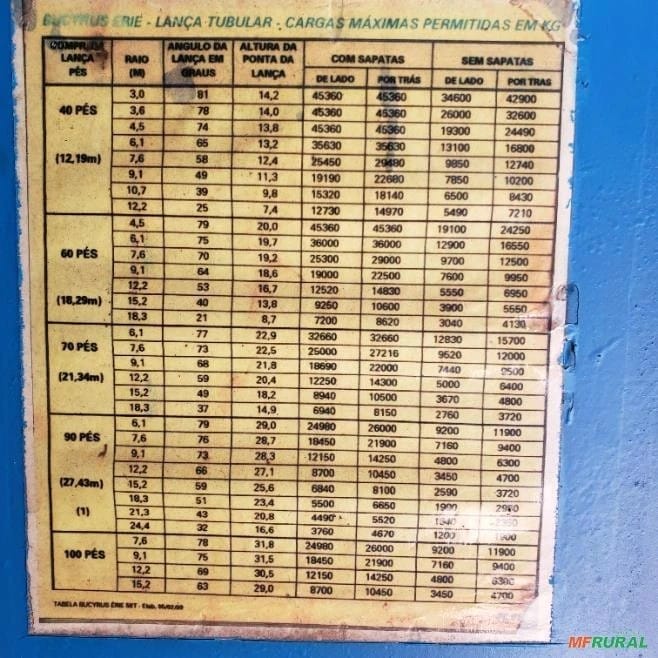 BUCYRUS ERIE - LANÇA TUBULAR - CARGAS MÁXIMAS PERMITIDAS EM KG
COMPR. DA LANÇA PÉS RAIO (M) ANGULO DA LANÇA EM GRAUS ALTURA DA PONTA DA LANÇA COM SAPATAS SEM SAPATAS
DE LADO POR TRÁS DE LADO POR TRAS
40 PÉS (12,19m)
3,0 81 14,2 45360 45360 34600 42900
3,6 78 14,0 45360 45360 26000 32600
4,5 74 13,8 45360 45360 19300 24490
6,1 65 13,2 35630 35630 13100 16800
7,6 58 12,4 25450 29480 9850 12740
9,1 49 11,3 19190 22680 7850 10200
10,7 39 9,8 15320 18140 6500 8430
12,2 25 7,4 12730 14970 5490 7210
60 PÉS (18,29m)
4,5 79 20,0 45360 45360 19100 24250
6,1 75 19,7 36000 36000 12900 16550
7,6 70 19,2 25300 29000 9700 12500
9,1 64 18,6 19000 22500 7600 9950
12,2 53 16,7 12520 14830 5550 6950
15,2 40 13,8 9250 10600 3900 5550
18,3 21 8,7 7200 8620 3040 4130
70 PÉS (21,34m)
6,1 77 22,9 32660 32660 12830 15700
7,6 73 22,5 25000 27216 9520 12000
9,1 68 21,8 18690 22000 7440 9500
12,2 59 20,4 12250 14300 5000 6400
15,2 49 18,2 8940 10500 3670 4800
18,3 37 14,9 6940 8150 2760 3720
90 PÉS (27,43m) (1)
6,1 79 29,0 24980 26000 9200 11900
7,6 76 28,7 18450 21900 7160 9400
9,1 73 28,3 12150 14250 4800 6300
12,2 66 27,1 8700 10450 3450 4700
15,2 59 25,6 6840 8100 2590 3720
18,3 51 23,4 5500 6650 1900
21,3 43 20,8 4490 5520
24,4 32 16,6 3760 4670 1200
100 PÉS
7,6 78 31,8 24980 26000 9200 11900
9,1 75 31,5 18450 21900 7160 9400
12,2 69 30,5 12150 14250 4800 6300
15,2 63 29,0 8700 10450 3450 4700
TABELA BUCYRUS ÉRIE
MFRURAL